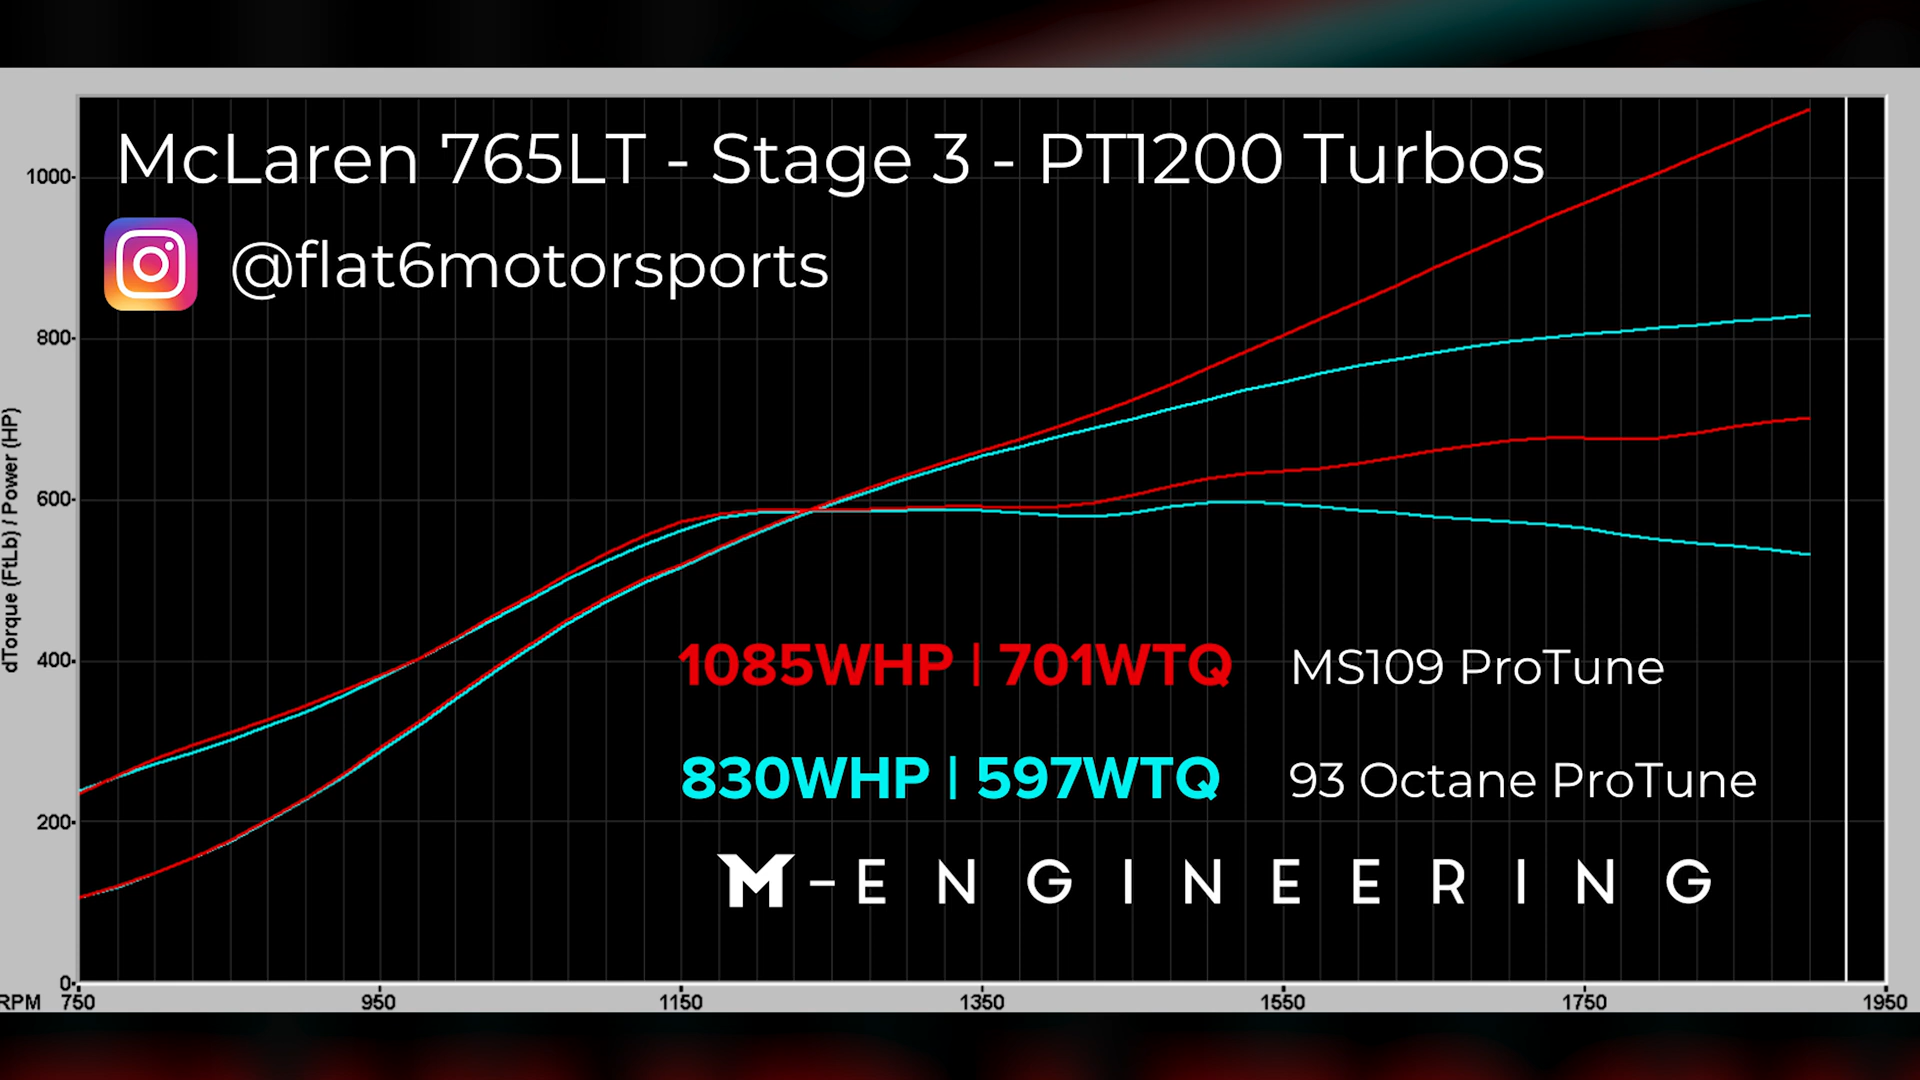 McLaren 765LT - Stage 3 - PT1200 Turbos
@flat6motorsports
1000
800
600
400
200
0
dTorque (FtLb) / Power (HP)
1085WHP | 701WTQ MS109 ProTune
830WHP | 597WTQ 93 Octane ProTune
M-ENGINEERING
RPM 750 950 1150 1350 1550 1750 1950